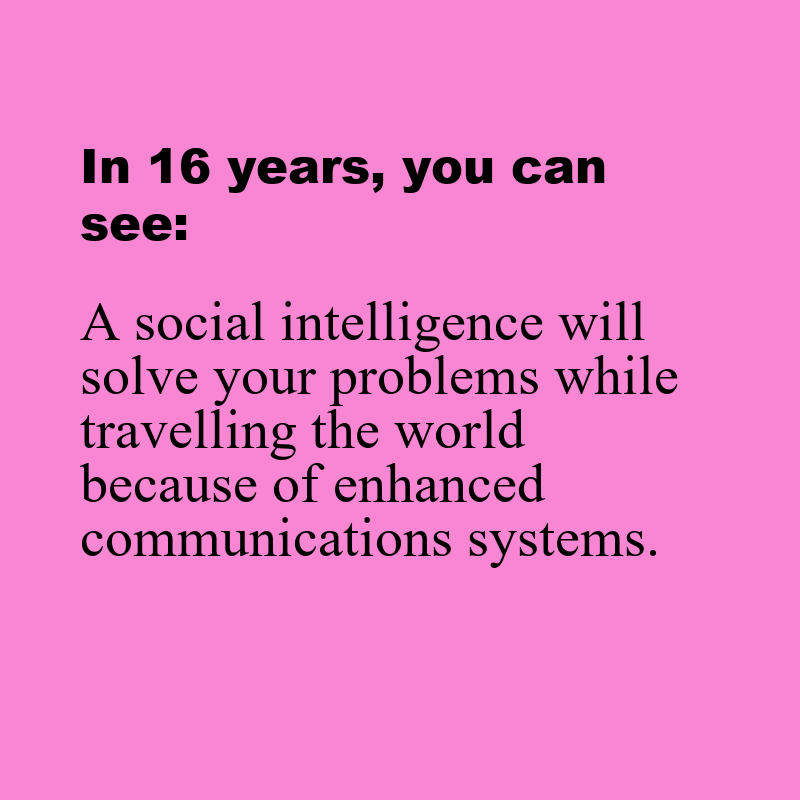 In 16 years, you can
see:
A social intelligence will
solve your problems while
travelling the world
because of enhanced
communications systems.